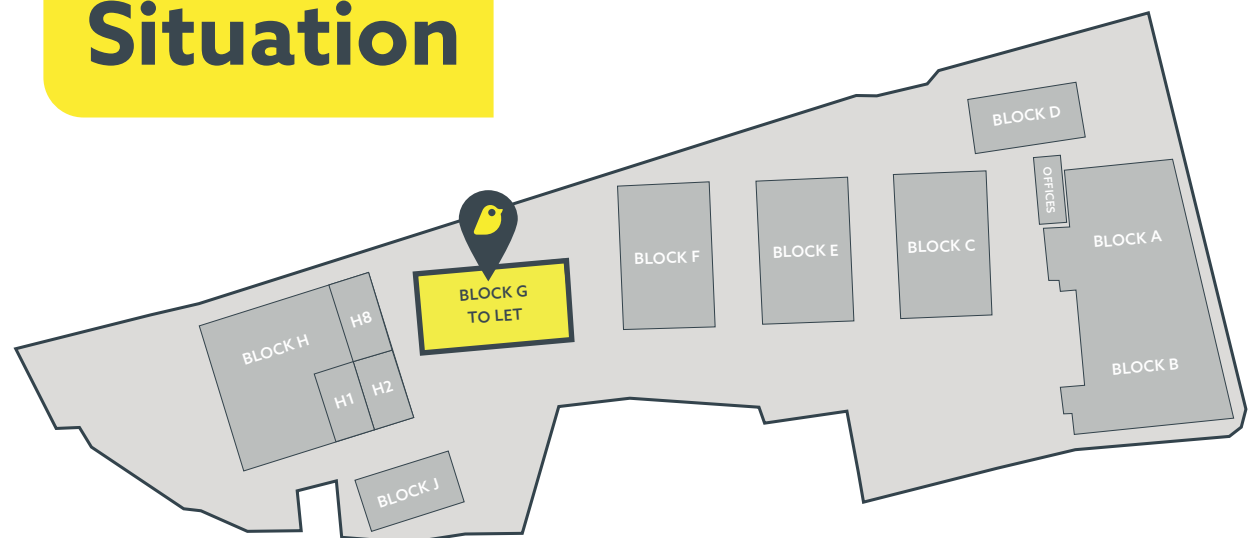 Situation
BLOCK D
OFFICES
BLOCK A
BLOCK C
BLOCK E
BLOCK F
BLOCK G
TO LET
H8
BLOCK H
BLOCK B
H2
H1
BLOCK J